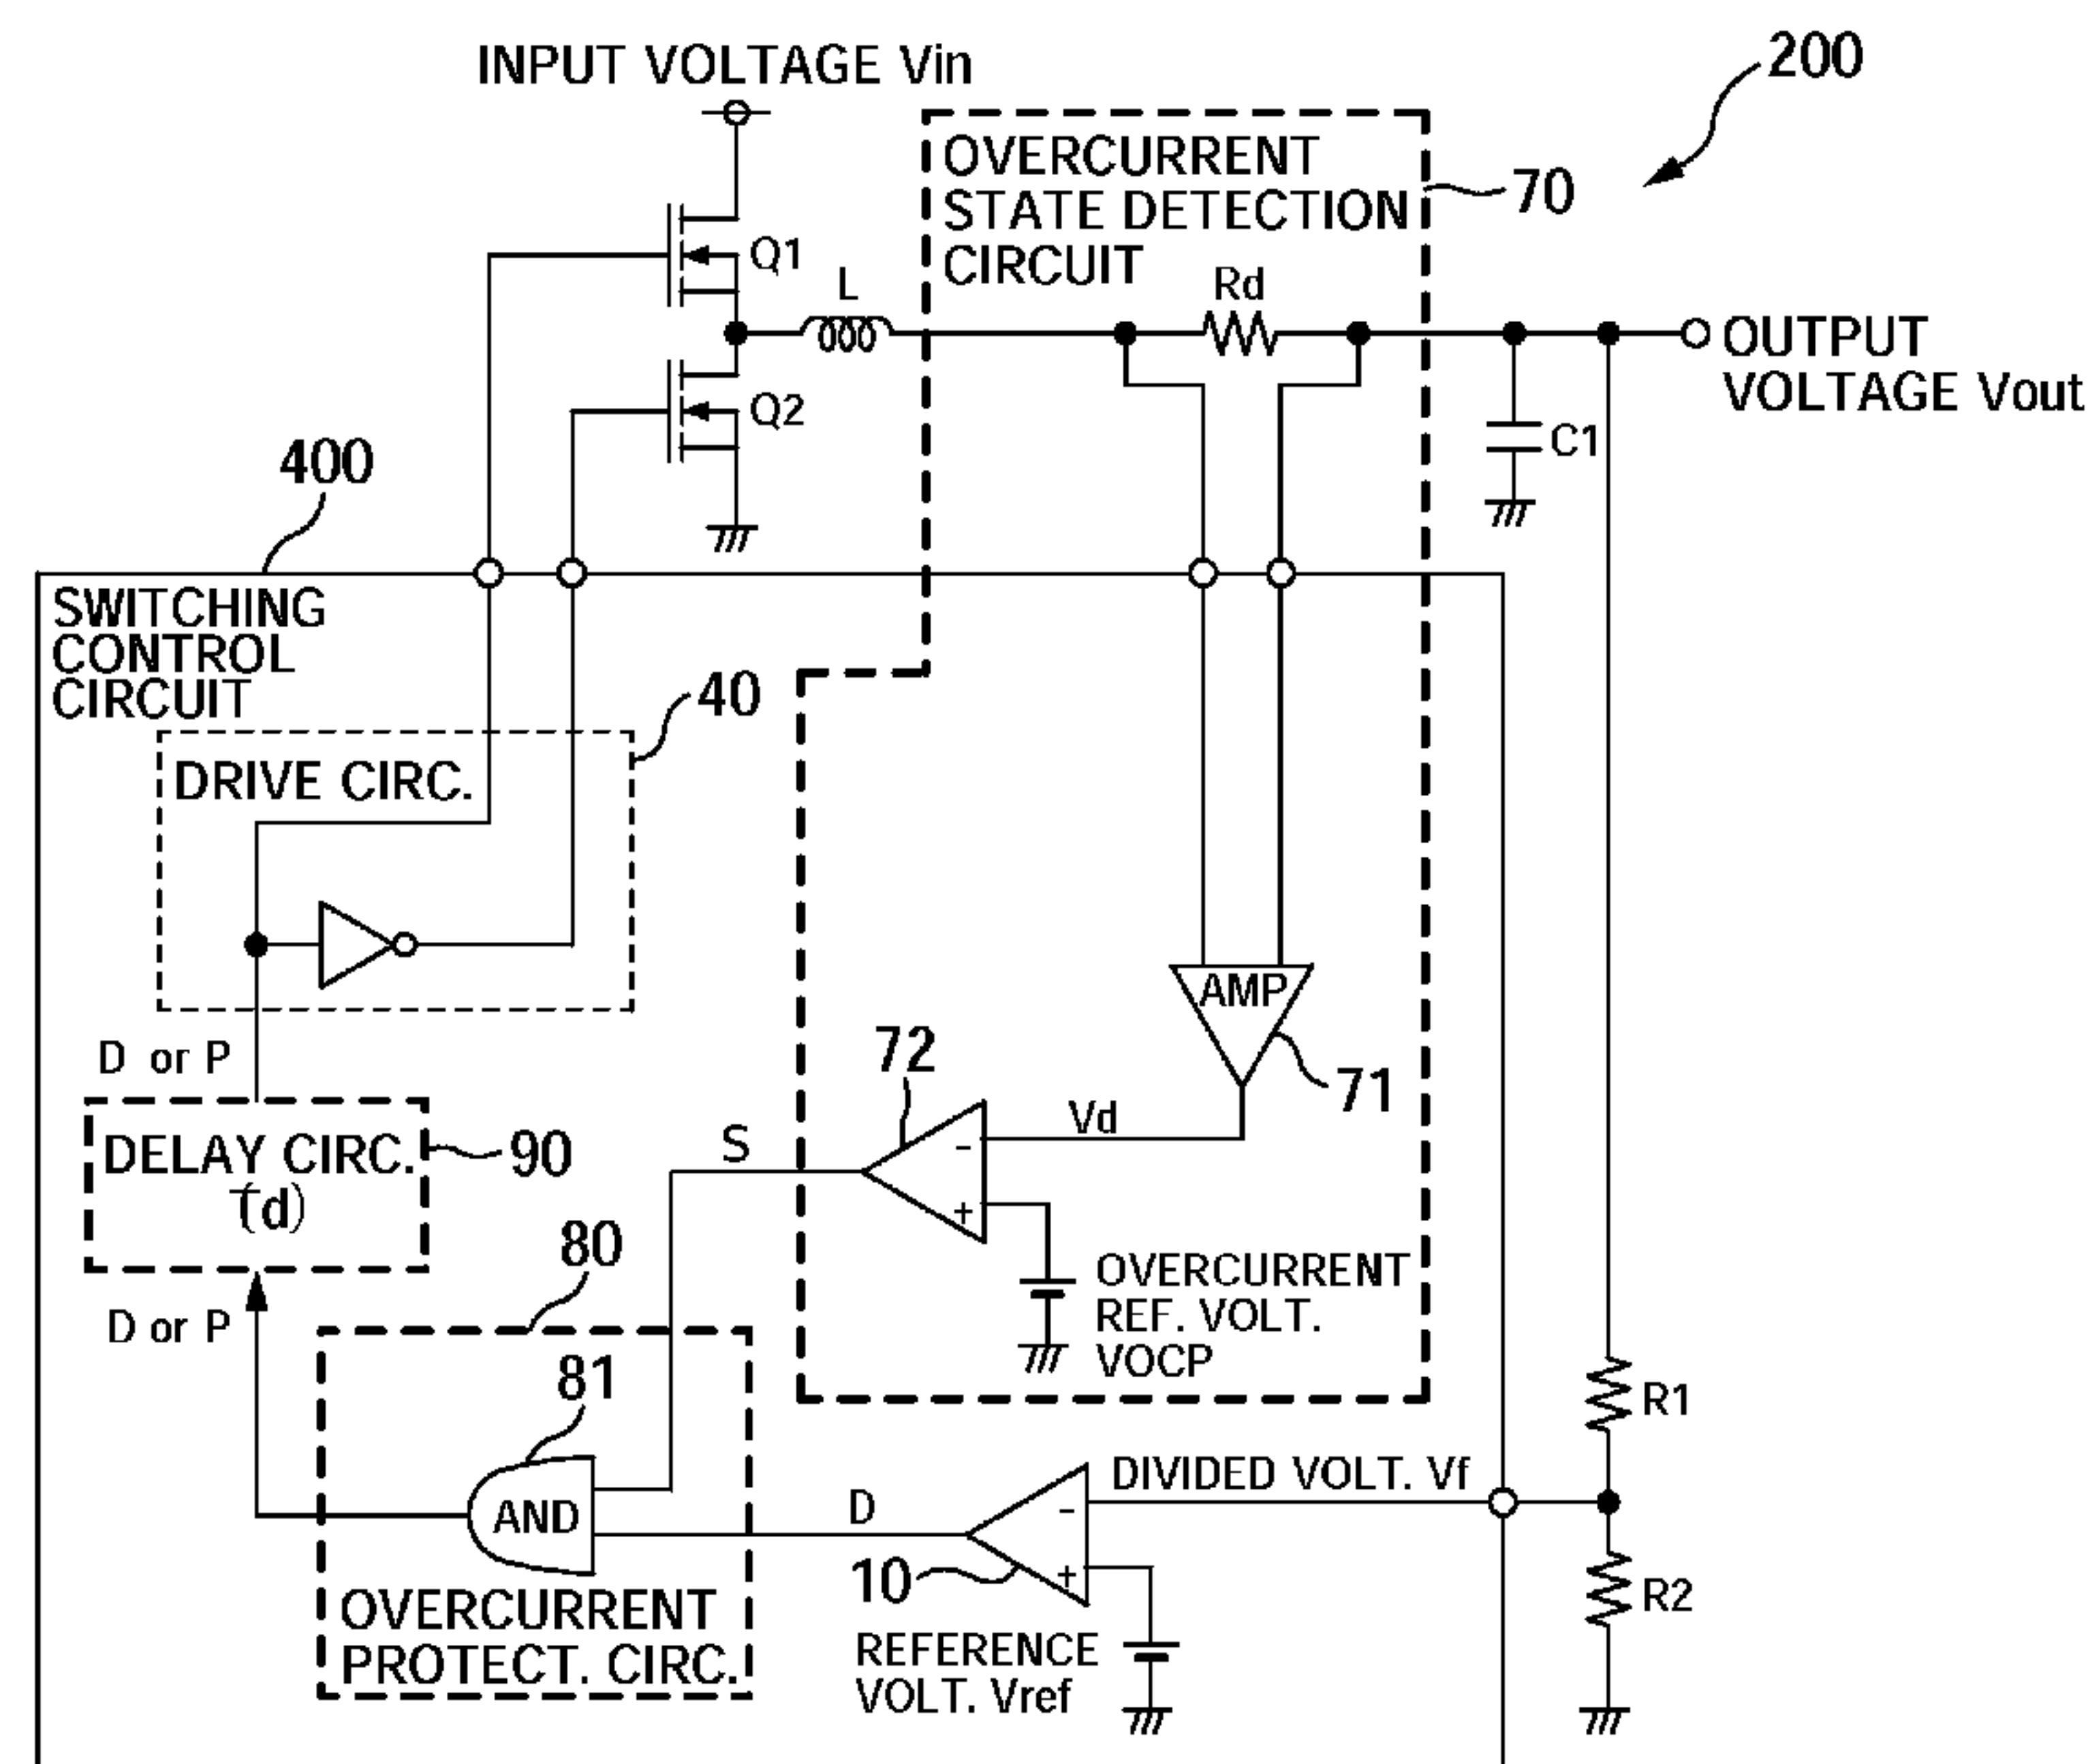 INPUT VOLTAGE Vin
200
OVERCURRENT
STATE DETECTION
CIRCUIT
70
Q1
L
Rd
OUTPUT
VOLTAGE Vout
Q2
C1
400
SWITCHING
CONTROL
CIRCUIT
40
DRIVE CIRC.
AMP
71
D or P
72
Vd
-
+
S
DELAY CIRC.
(Td)
90
80
OVERCURRENT
REF. VOLT.
VOCP
D or P
81
R1
AND
D
DIVIDED VOLT. Vf
-
+
10
R2
OVERCURRENT
PROTECT. CIRC.
REFERENCE
VOLT. Vref